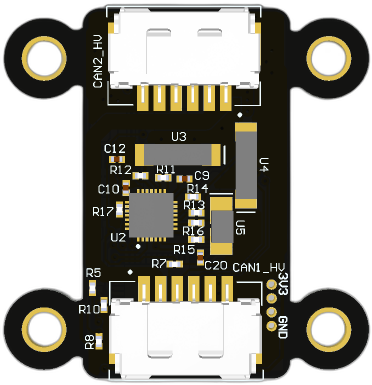 CAN2_HV
U3
C12
R12
R11
C9
U4
C10
R14
R17
R13
U2
R16
U5
R15
R7
C20
CAN1_HV
R5
3V3
R10
GND
R8